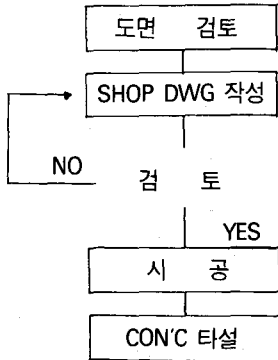 도면 검토
SHOP DWG 작성
NO
검 토
YES
시 공
CON'C 타설